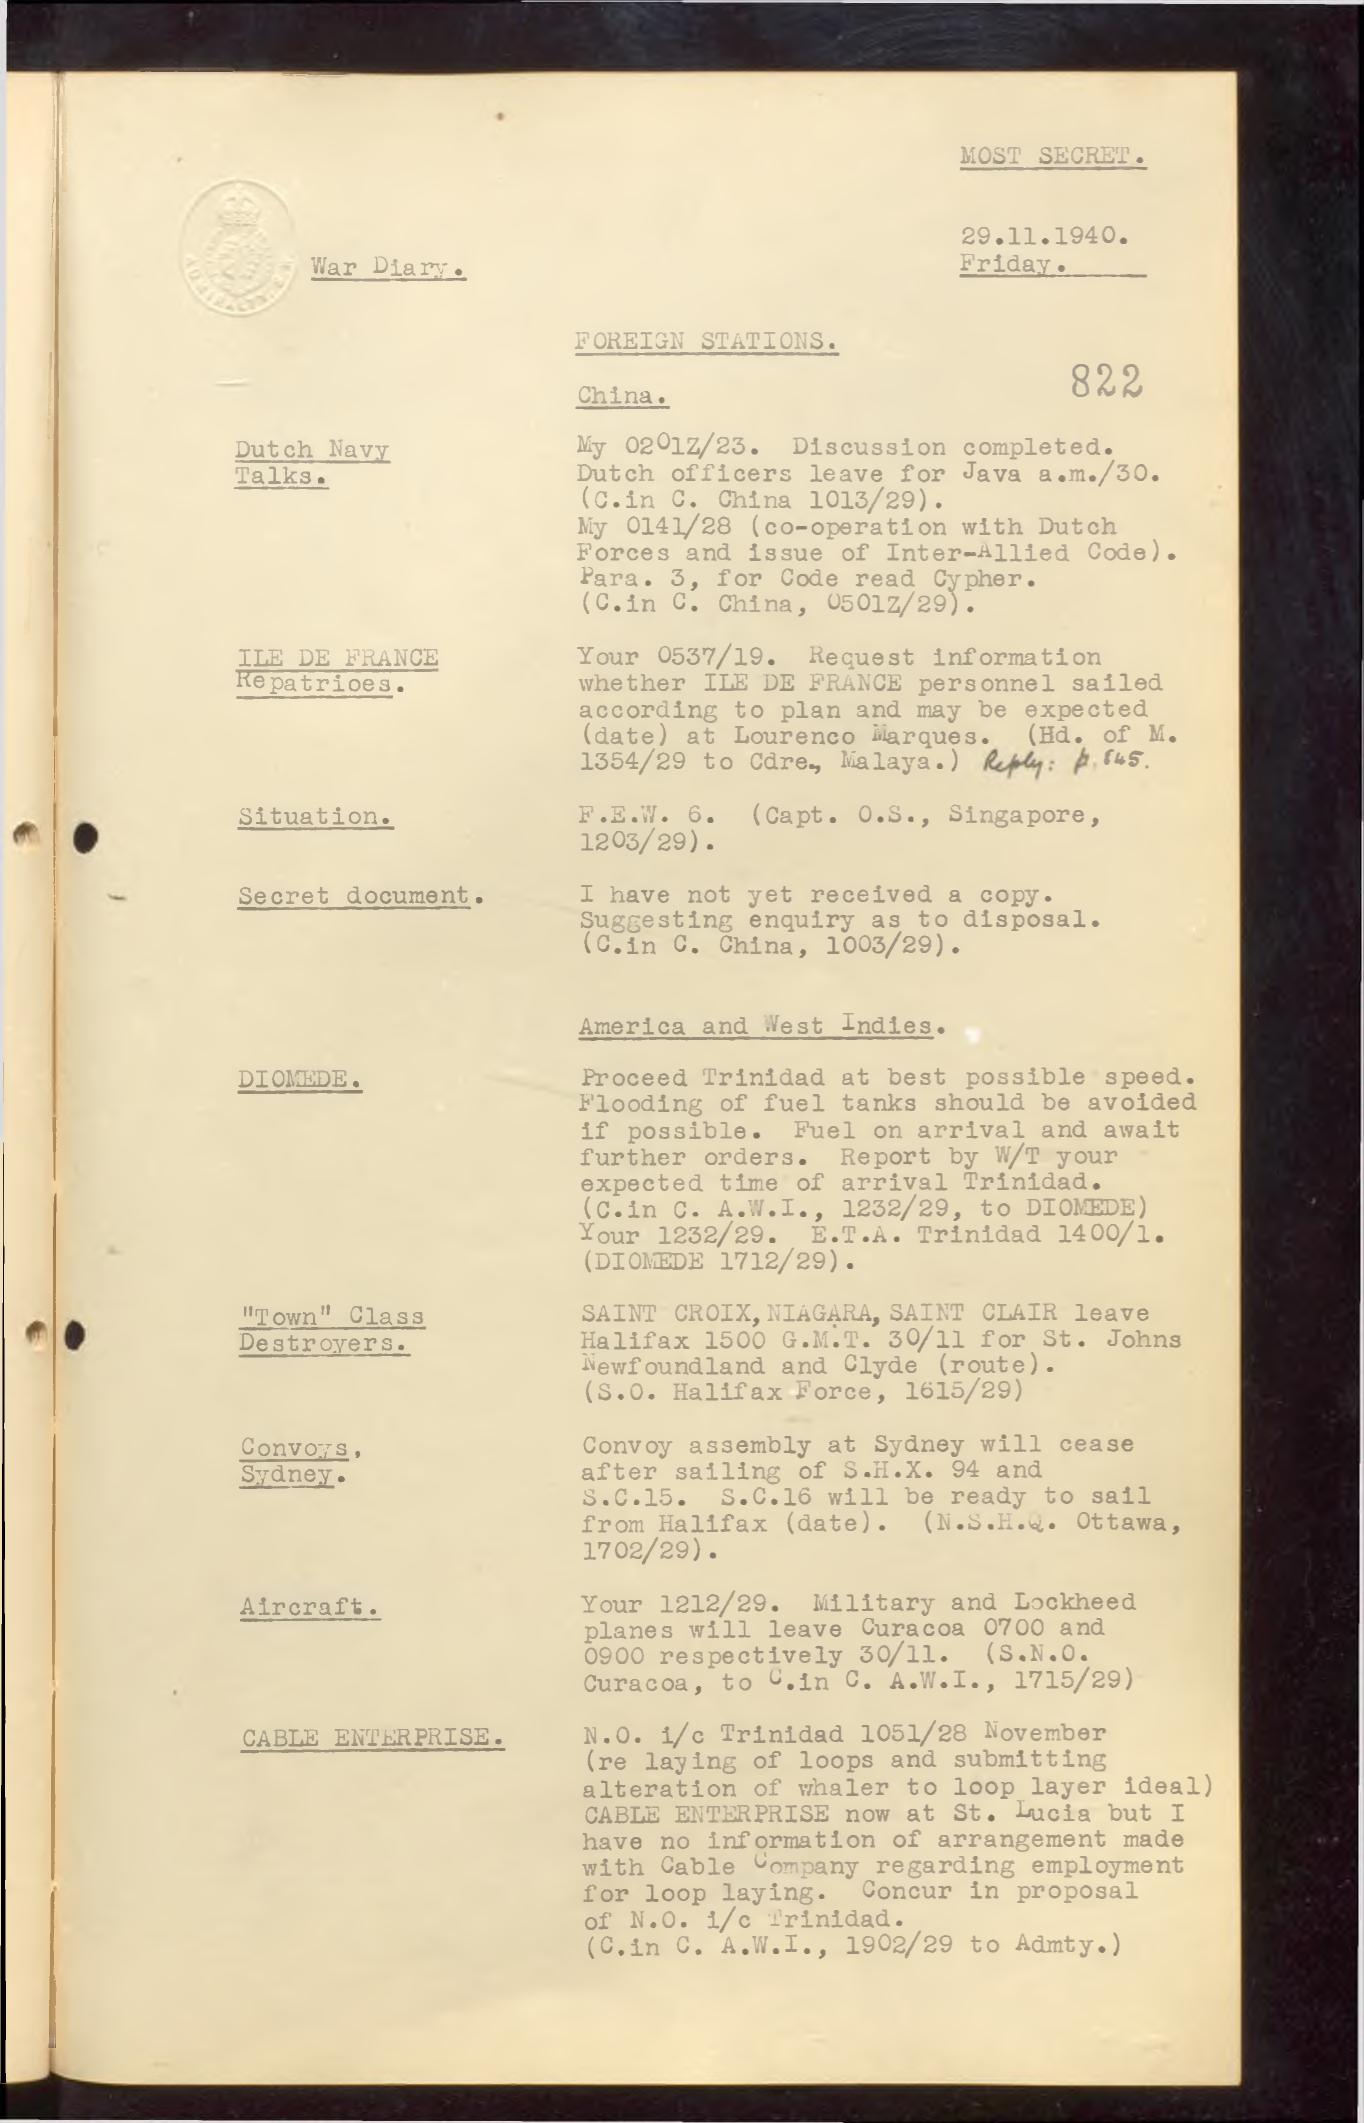 MOST SECRET.
29.11.1940.
War Diary.
Friday.
FOREIGN STATIONS.
822
China.
Dutch Navy
Talks.
My 0201Z/23. Discussion completed.
Dutch officers leave for Java a.m./30.
(C.in C. China 1013/29).
My 0141/28 (co-operation with Dutch
Forces and issue of Inter-Allied Code).
Para. 3, for Code read Cypher.
(C.in C. China, 0501Z/29).
ILE DE FRANCE
Repatrioes.
Your 0537/19. Request information
whether ILE DE FRANCE personnel sailed
according to plan and may be expected
(date) at Lourenco Marques. (Hd. of M.
1354/29 to Cdre., Malaya.) Reply: p. 845.
Situation.
F.E.W. 6. (Capt. O.S., Singapore,
1203/29).
Secret document.
I have not yet received a copy.
Suggesting enquiry as to disposal.
(C.in C. China, 1003/29).
America and West Indies.
DIOMEDE.
Proceed Trinidad at best possible speed.
Flooding of fuel tanks should be avoided
if possible. Fuel on arrival and await
further orders. Report by W/T your
expected time of arrival Trinidad.
(C.in C. A.W.I., 1232/29, to DIOMEDE)
Your 1232/29. E.T.A. Trinidad 1400/1.
(DIOMEDE 1712/29).
"Town" Class
Destroyers.
SAINT CROIX, NIAGARA, SAINT CLAIR leave
Halifax 1500 G.M.T. 30/11 for St. Johns
Newfoundland and Clyde (route).
(S.O. Halifax Force, 1615/29)
Convoys,
Sydney.
Convoy assembly at Sydney will cease
after sailing of S.H.X. 94 and
S.C.15. S.C.16 will be ready to sail
from Halifax (date). (N.S.H.Q. Ottawa,
1702/29).
Aircraft.
Your 1212/29. Military and Lockheed
planes will leave Curacoa 0700 and
0900 respectively 30/11. (S.N.O.
Curacoa, to C.in C. A.W.I., 1715/29)
CABLE ENTERPRISE.
N.O. i/c Trinidad 1051/28 November
(re laying of loops and submitting
alteration of whaler to loop layer ideal)
CABLE ENTERPRISE now at St. Lucia but I
have no information of arrangement made
with Cable Company regarding employment
for loop laying. Concur in proposal
of N.O. i/c Trinidad.
(C.in C. A.W.I., 1902/29 to Admty.)